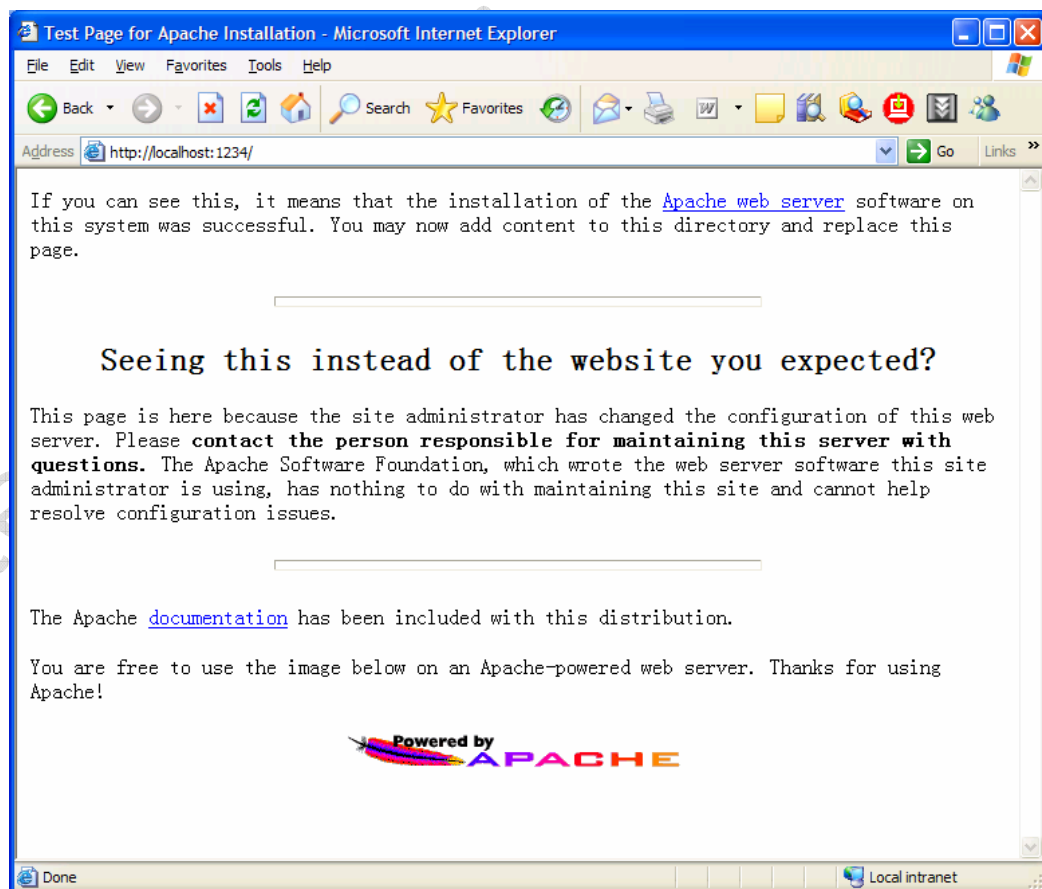 Test Page for Apache Installation - Microsoft Internet Explorer
File Edit View Favorites Tools Help
Back Search Favorites
Address http://localhost:1234/ Go Links »
If you can see this, it means that the installation of the Apache web server software on
this system was successful. You may now add content to this directory and replace this
page.
Seeing this instead of the website you expected?
This page is here because the site administrator has changed the configuration of this web
server. Please contact the person responsible for maintaining this server with
questions. The Apache Software Foundation, which wrote the web server software this site
administrator is using, has nothing to do with maintaining this site and cannot help
resolve configuration issues.
The Apache documentation has been included with this distribution.
You are free to use the image below on an Apache-powered web server. Thanks for using
Apache!
Powered by
APACHE
Done Local intranet